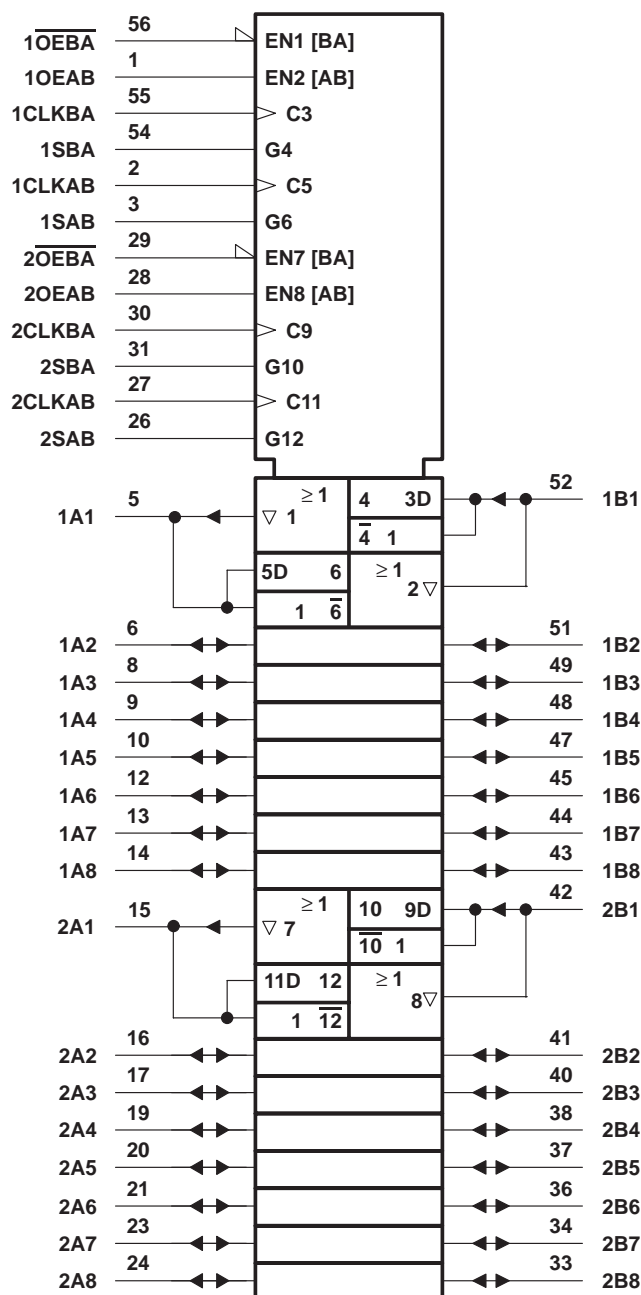 1O̅E̅B̅A̅ 56 EN1 [BA]
1OEAB 1 EN2 [AB]
1CLKBA 55 C3
1SBA 54 G4
1CLKAB 2 C5
1SAB 3 G6
2O̅E̅B̅A̅ 29 EN7 [BA]
2OEAB 28 EN8 [AB]
2CLKBA 30 C9
2SBA 31 G10
2CLKAB 27 C11
2SAB 26 G12
1A1 5 ≥ 1 ▽ 1 4 3D 52 1B1
4̅ 1
5D 6 ≥ 1 2 ▽
1 6̅
1A2 6 51 1B2
1A3 8 49 1B3
1A4 9 48 1B4
1A5 10 47 1B5
1A6 12 45 1B6
1A7 13 44 1B7
1A8 14 43 1B8
2A1 15 ≥ 1 ▽ 7 10 9D 42 2B1
1̅0̅ 1
11D 12 ≥ 1 8▽
1 1̅2̅
2A2 16 41 2B2
2A3 17 40 2B3
2A4 19 38 2B4
2A5 20 37 2B5
2A6 21 36 2B6
2A7 23 34 2B7
2A8 24 33 2B8